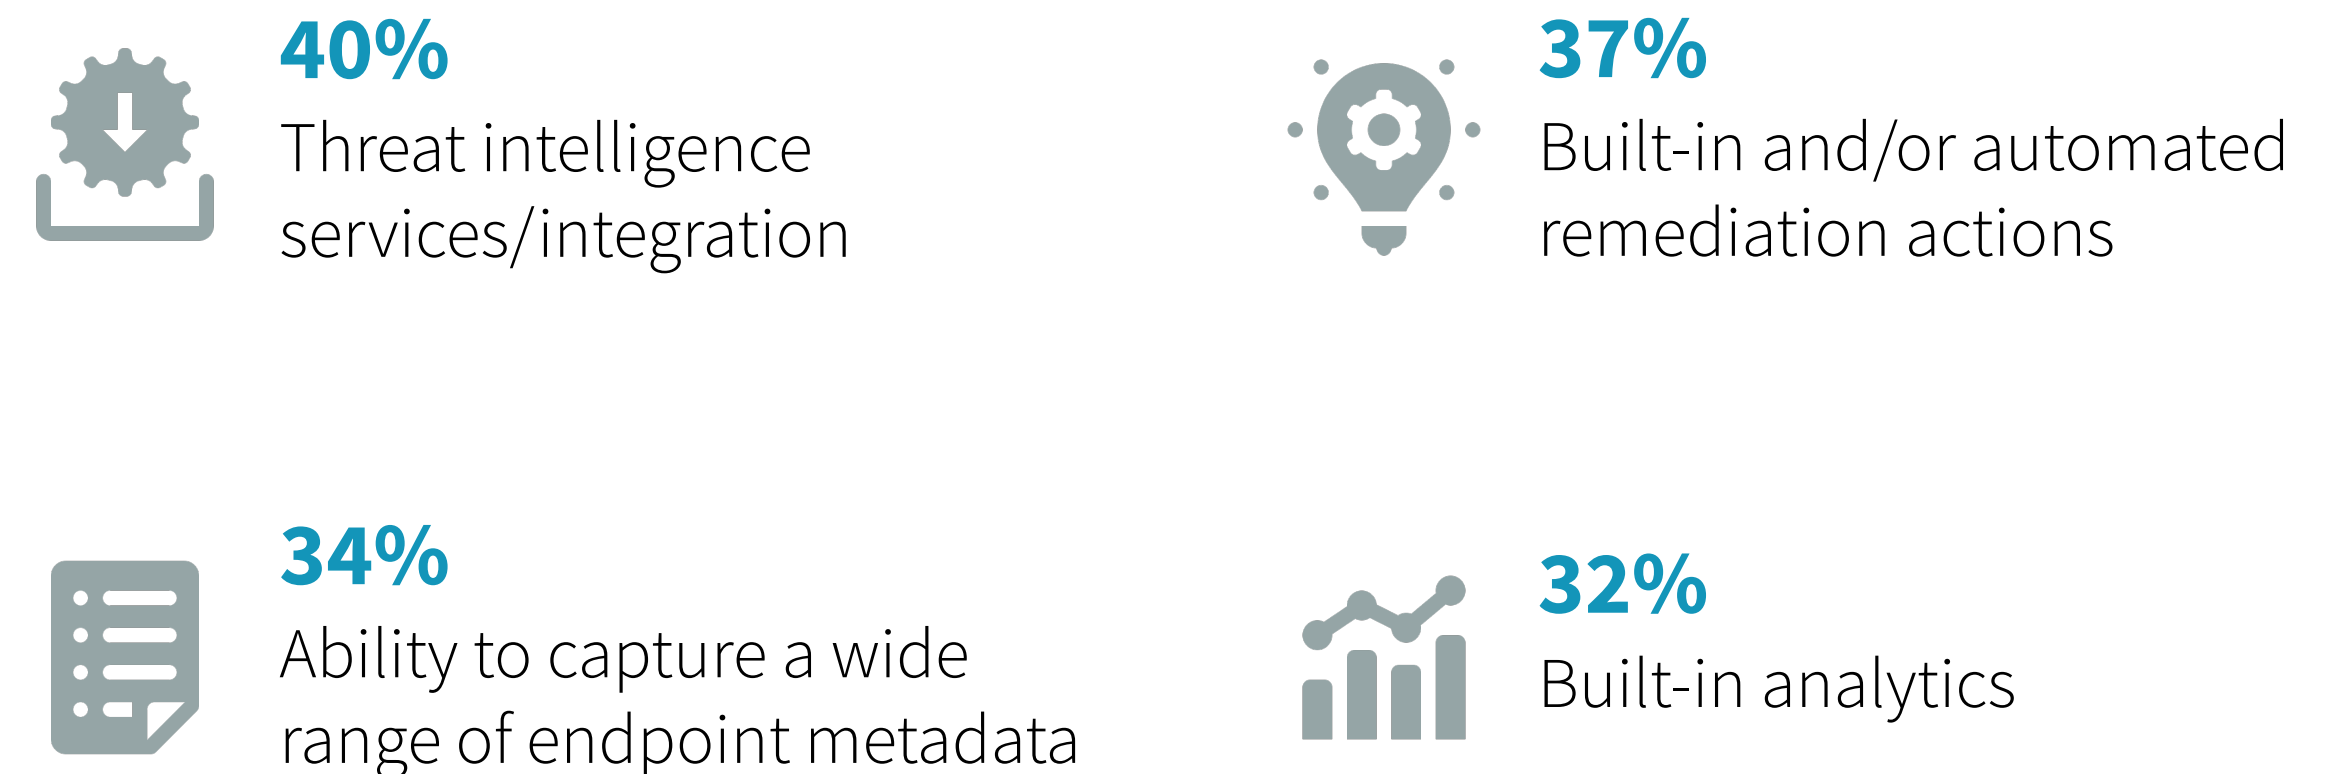 40%
Threat intelligence
services/integration
37%
Built-in and/or automated
remediation actions
34%
Ability to capture a wide
range of endpoint metadata
32%
Built-in analytics